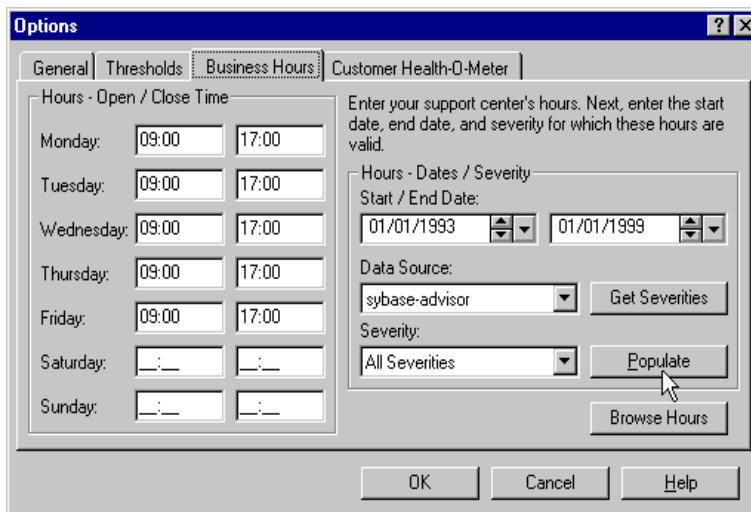 Options
General Thresholds Business Hours Customer Health-O-Meter
Hours - Open / Close Time
Monday: 09:00 17:00
Tuesday: 09:00 17:00
Wednesday: 09:00 17:00
Thursday: 09:00 17:00
Friday: 09:00 17:00
Saturday: __:__ __:__
Sunday: __:__ __:__
Enter your support center's hours. Next, enter the start
date, end date, and severity for which these hours are
valid.
Hours - Dates / Severity
Start / End Date:
01/01/1993 01/01/1999
Data Source:
sybase-advisor Get Severities
Severity:
All Severities Populate
Browse Hours
OK Cancel Help